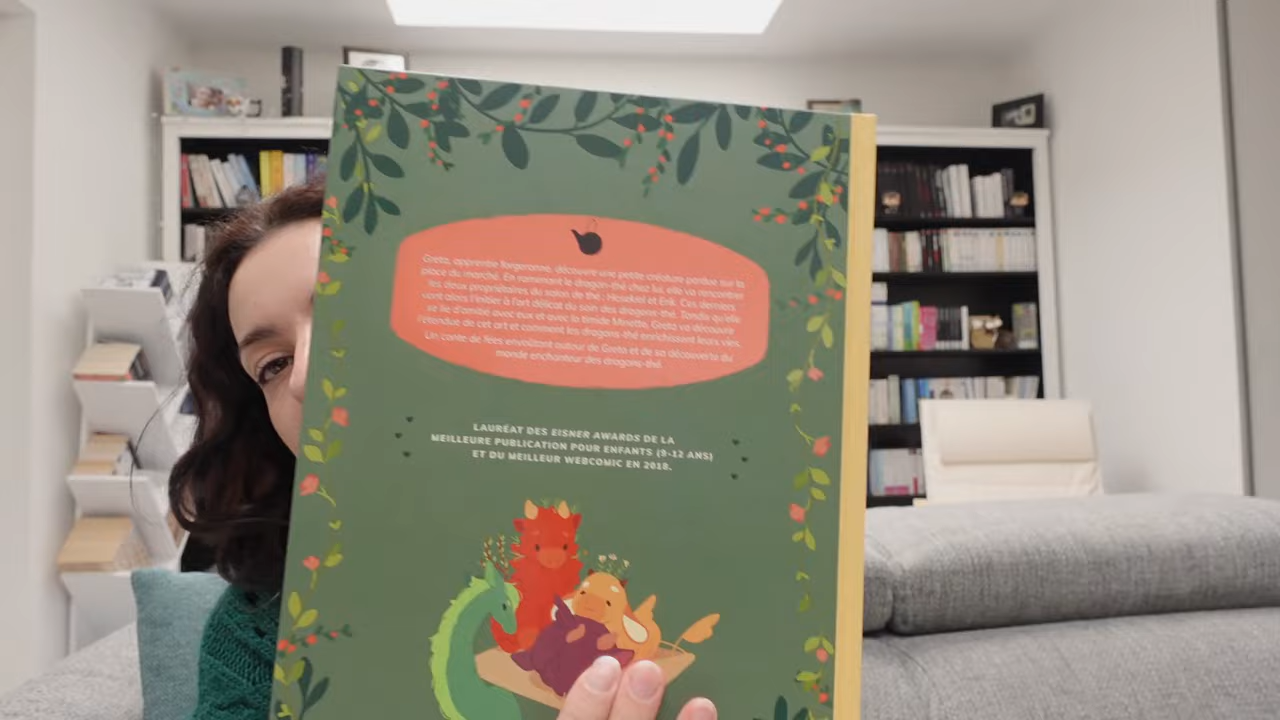 Greta, apprentie forgeronne, découvre une petite créature perdue sur la
place du marché. En ramenant le dragon-thé chez lui, elle va rencontrer
les deux propriétaires du salon de thé : Hesekiel et Erik. Ces derniers
vont alors l'initier à l'art délicat du soin des dragons-thé. Tandis qu'elle
se lie d'amitié avec eux et avec la timide Minette, Greta va découvrir
l'étendue de cet art et comment les dragons-thé enrichissent leurs vies.
Un conte de fées envoûtant autour de Greta et de sa découverte du
monde enchanteur des dragons-thé.
LAURÉAT DES EISNER AWARDS DE LA
MEILLEURE PUBLICATION POUR ENFANTS (9-12 ANS)
ET DU MEILLEUR WEBCOMIC EN 2018.